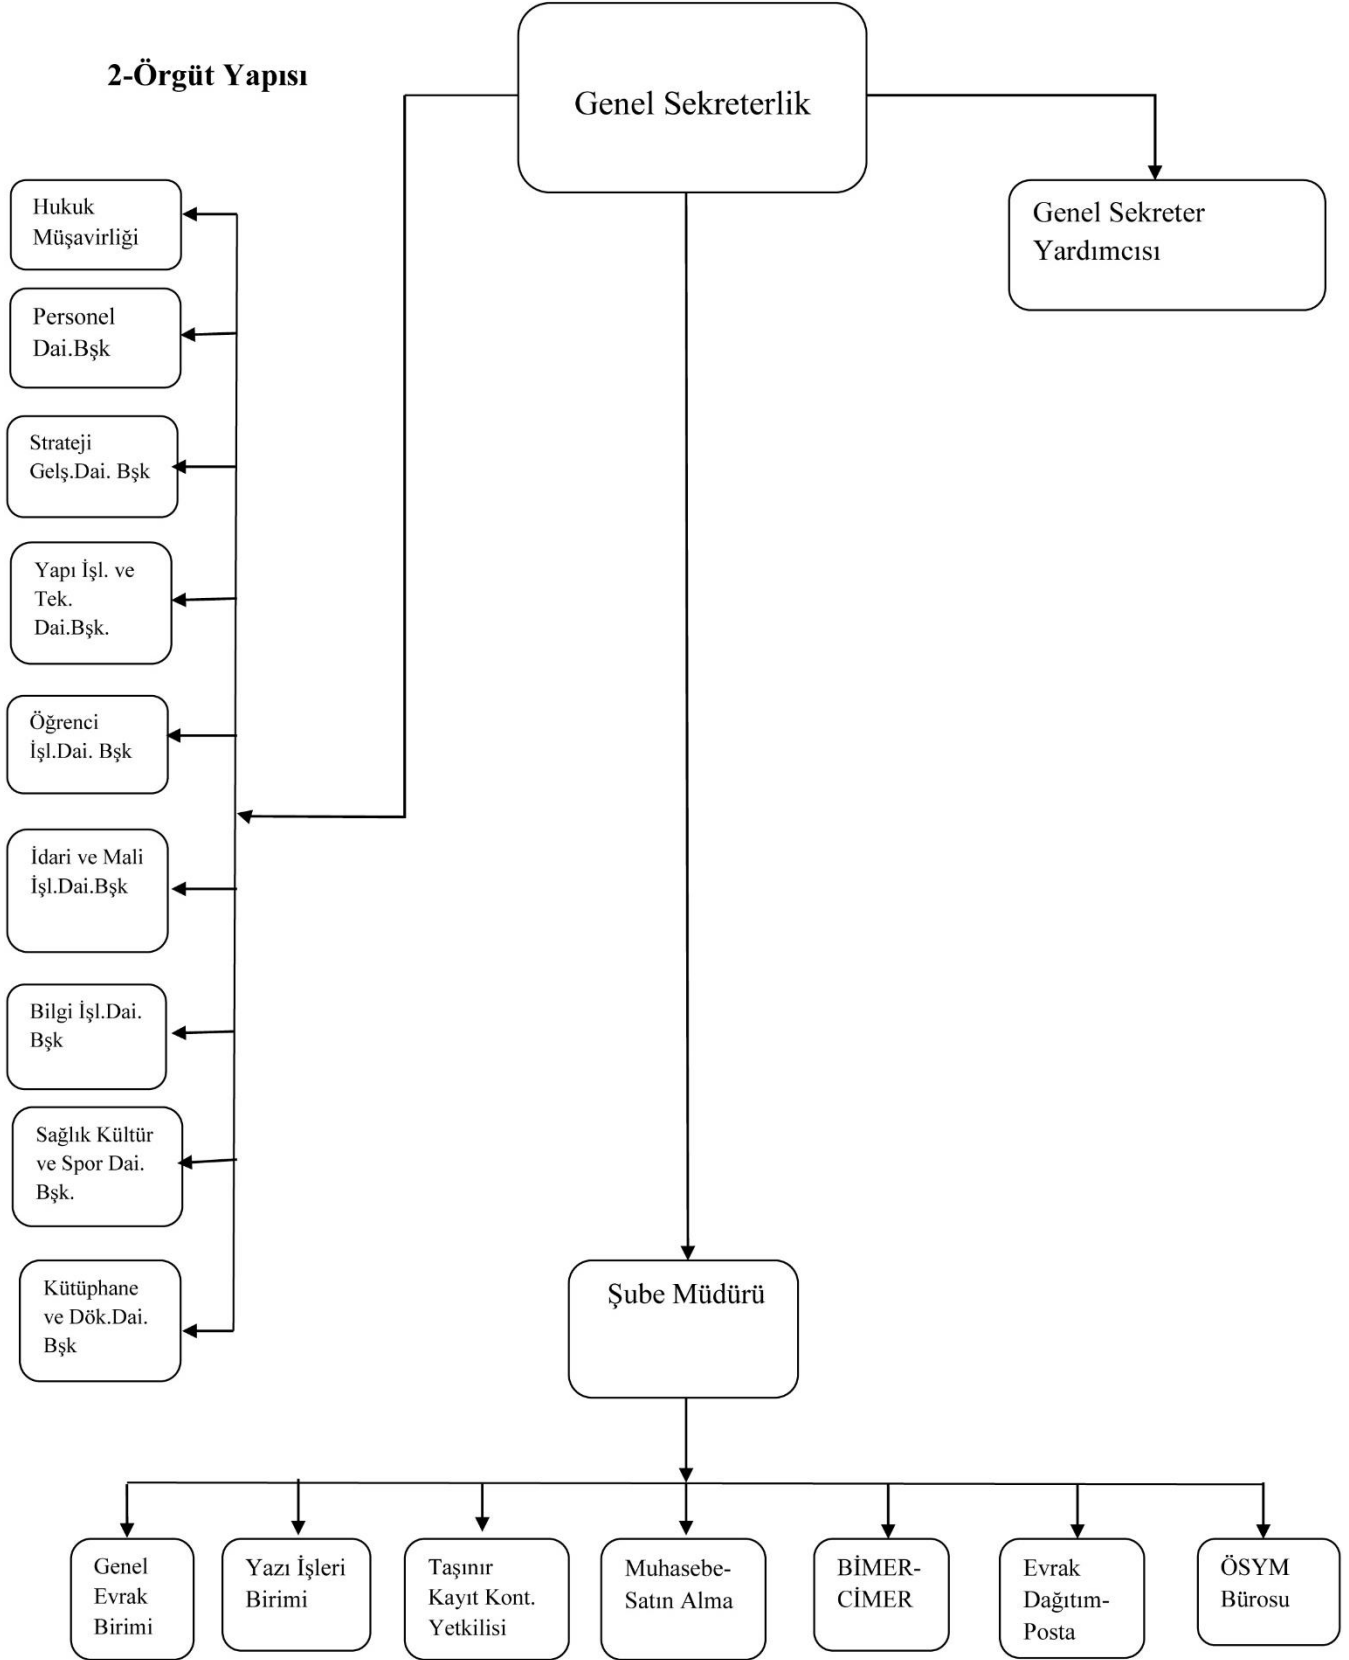 2-Örgüt Yapısı
Genel Sekreterlik
Genel Sekreter
Yardımcısı
Hukuk
Müşavirliği
Personel
Dai.Bşk
Strateji
Gelş.Dai. Bşk
Yapı İşl. ve
Tek.
Dai.Bşk.
Öğrenci
İşl.Dai. Bşk
İdari ve Mali
İşl.Dai.Bşk
Bilgi İşl.Dai.
Bşk
Sağlık Kültür
ve Spor Dai.
Bşk.
Kütüphane
ve Dök.Dai.
Bşk
Şube Müdürü
Genel
Evrak
Birimi
Yazı İşleri
Birimi
Taşınır
Kayıt Kont.
Yetkilisi
Muhasebe-
Satın Alma
BİMER-
CİMER
Evrak
Dağıtım-
Posta
ÖSYM
Bürosu